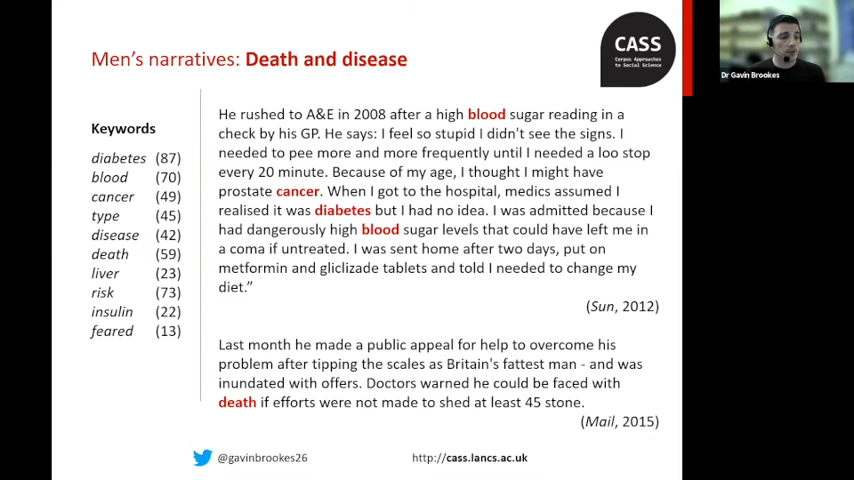 Men's narratives: Death and disease
CASS
Corpus Approaches
to Social Science
Dr Gavin Brookes
Keywords
diabetes (87)
blood (70)
cancer (49)
type (45)
disease (42)
death (59)
liver (23)
risk (73)
insulin (22)
feared (13)
He rushed to A&E in 2008 after a high blood sugar reading in a
check by his GP. He says: I feel so stupid I didn't see the signs. I
needed to pee more and more frequently until I needed a loo stop
every 20 minute. Because of my age, I thought I might have
prostate cancer. When I got to the hospital, medics assumed I
realised it was diabetes but I had no idea. I was admitted because I
had dangerously high blood sugar levels that could have left me in
a coma if untreated. I was sent home after two days, put on
metformin and gliclizade tablets and told I needed to change my
diet."
(Sun, 2012)
Last month he made a public appeal for help to overcome his
problem after tipping the scales as Britain's fattest man - and was
inundated with offers. Doctors warned he could be faced with
death if efforts were not made to shed at least 45 stone.
(Mail, 2015)
@gavinbrookes26
http://cass.lancs.ac.uk